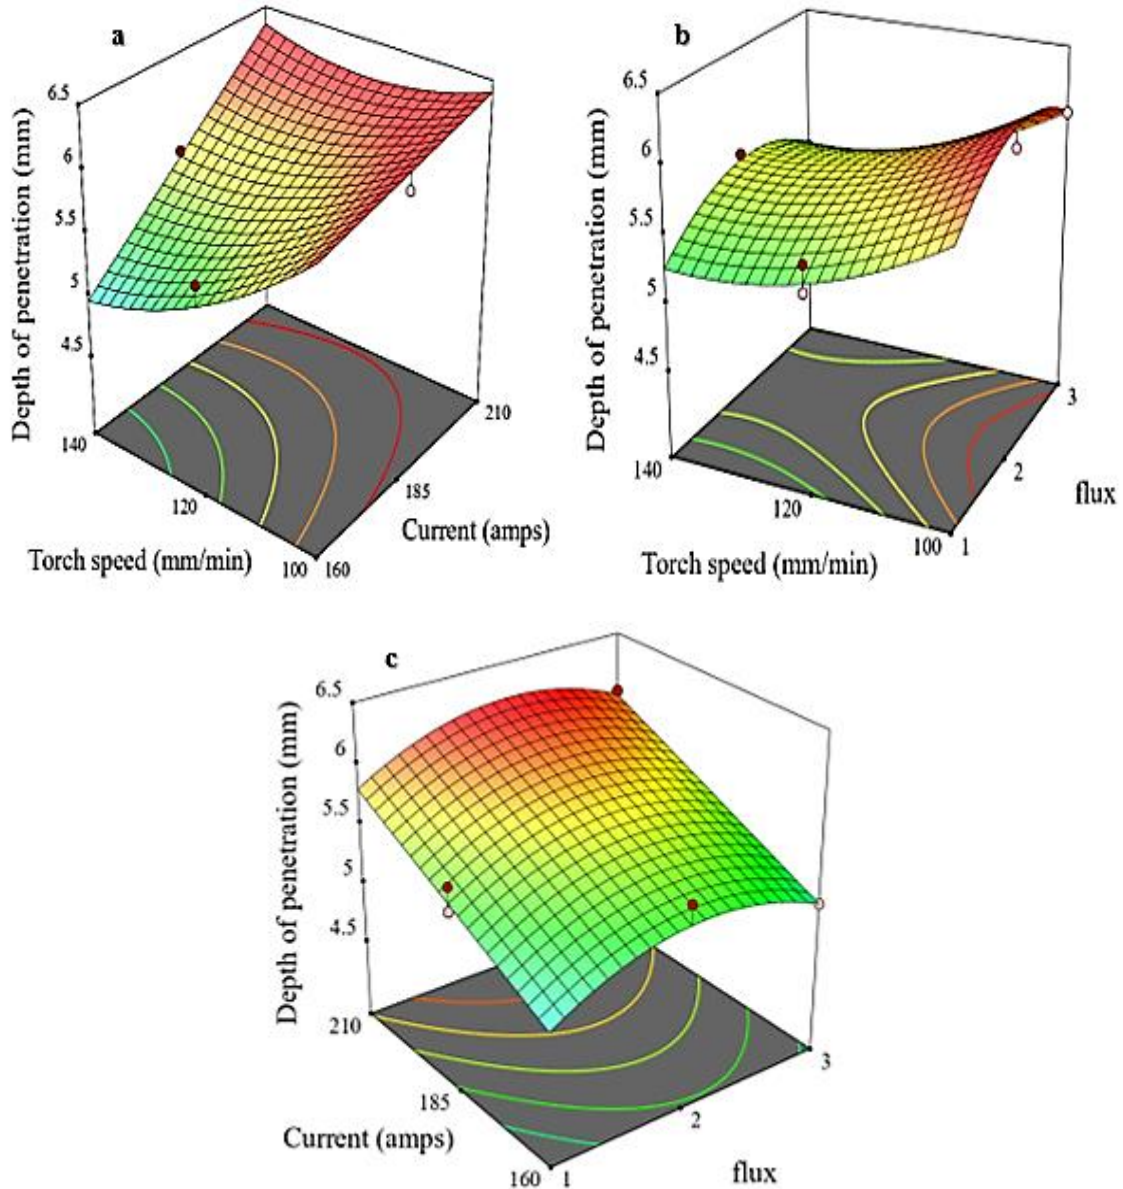 a
6.5
6
5.5
5
4.5
Depth of penetration (mm)
140
120
100
Torch speed (mm/min)
160
185
210
Current (amps)
b
6.5
6
5.5
5
4.5
Depth of penetration (mm)
140
120
100
Torch speed (mm/min)
1
2
3
flux
c
6.5
6
5.5
5
4.5
Depth of penetration (mm)
210
185
160
Current (amps)
1
2
3
flux